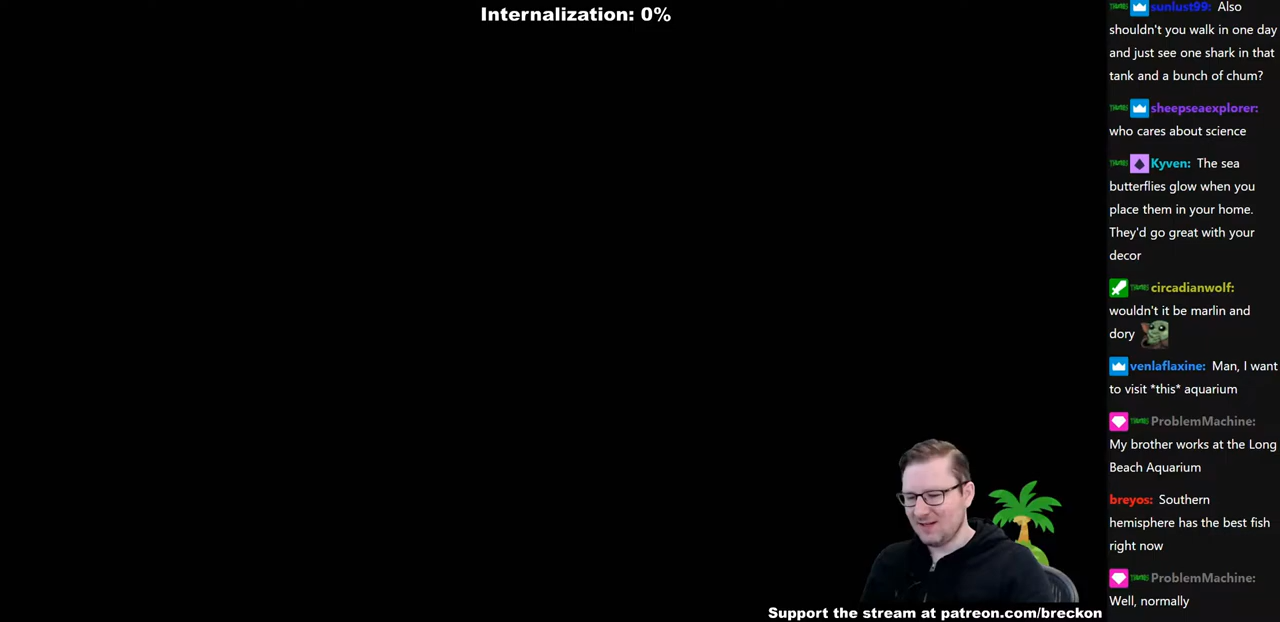 Internalization: 0%
sunlust99: Also
shouldn't you walk in one day
and just see one shark in that
tank and a bunch of chum?
sheepseaexplorer:
who cares about science
Kyven: The sea
butterflies glow when you
place them in your home.
They'd go great with your
decor
circadianwolf:
wouldn't it be marlin and
dory
venlaflaxine: Man, I want
to visit *this* aquarium
ProblemMachine:
My brother works at the Long
Beach Aquarium
breyos: Southern
hemisphere has the best fish
right now
ProblemMachine:
Well, normally
Support the stream at patreon.com/breckon